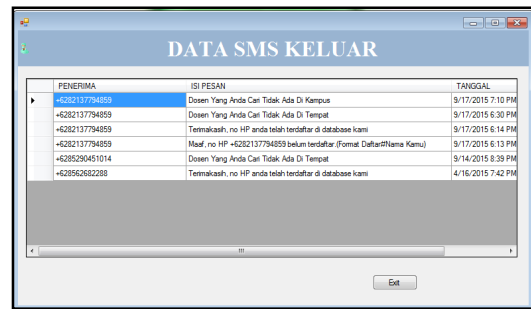 DATA SMS KELUAR
PENERIMA ISI PESAN TANGGAL
+6282137794859 Dosen Yang Anda Cari Tidak Ada Di Kampus 9/17/2015 7:10 PM
+6282137794859 Dosen Yang Anda Cari Tidak Ada Di Tempat 9/17/2015 6:30 PM
+6282137794859 Terimakasih, no HP anda telah terdaftar di database kami 9/17/2015 6:14 PM
+6282137794859 Maaf, no HP +6282137794859 belum terdaftar.(Format Daftar#Nama Kamu) 9/17/2015 6:13 PM
+6285290451014 Dosen Yang Anda Cari Tidak Ada Di Tempat 9/14/2015 8:39 PM
+628562682288 Terimakasih, no HP anda telah terdaftar di database kami 4/16/2015 7:42 PM
Exit